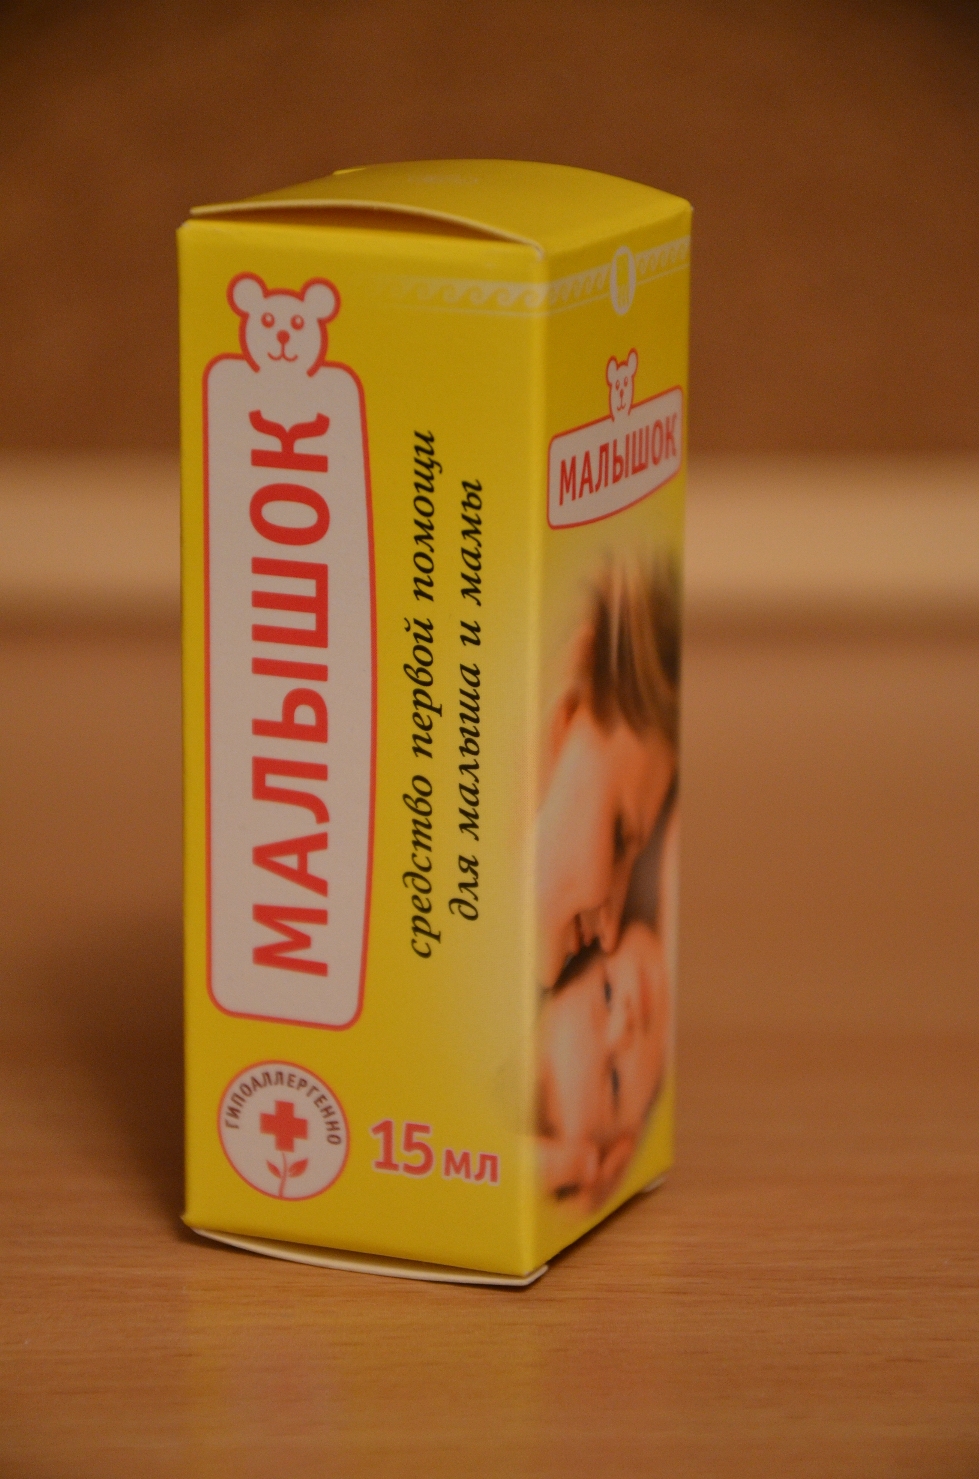 МАЛЫШОК
средство первой помощи
для малыша и мамы
ГИПОАЛЛЕРГЕННО
15 мл
МАЛЫШОК